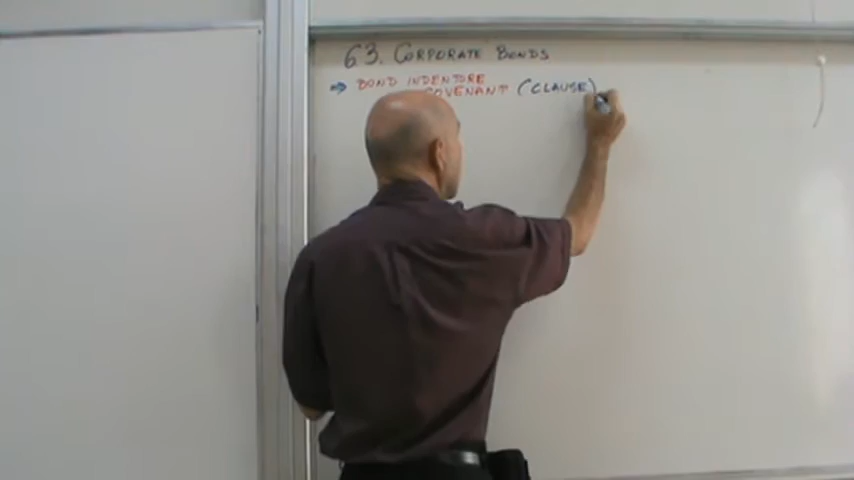 63. CORPORATE BONDS
⇒ BOND INDENTURE
COVENANT (CLAUSE)